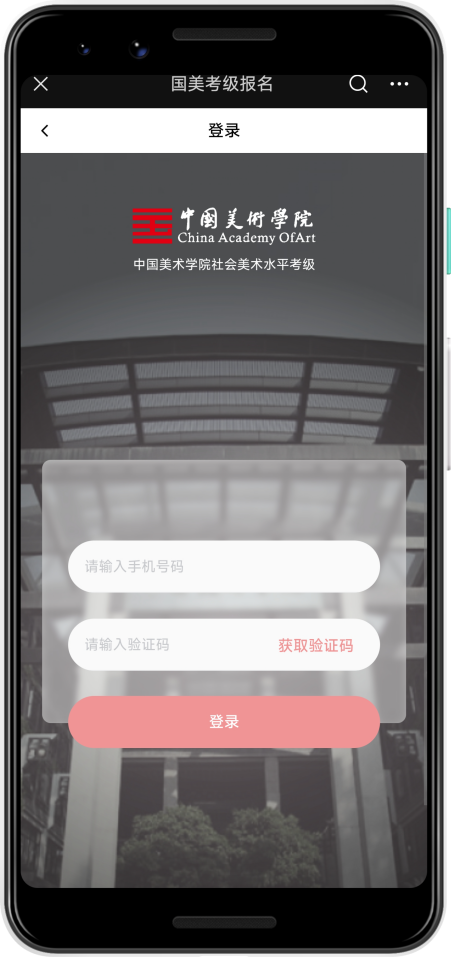 国美考级报名
登录
中國美術學院
China Academy OfArt
中国美术学院社会美术水平考级
请输入手机号码
请输入验证码 获取验证码
登录